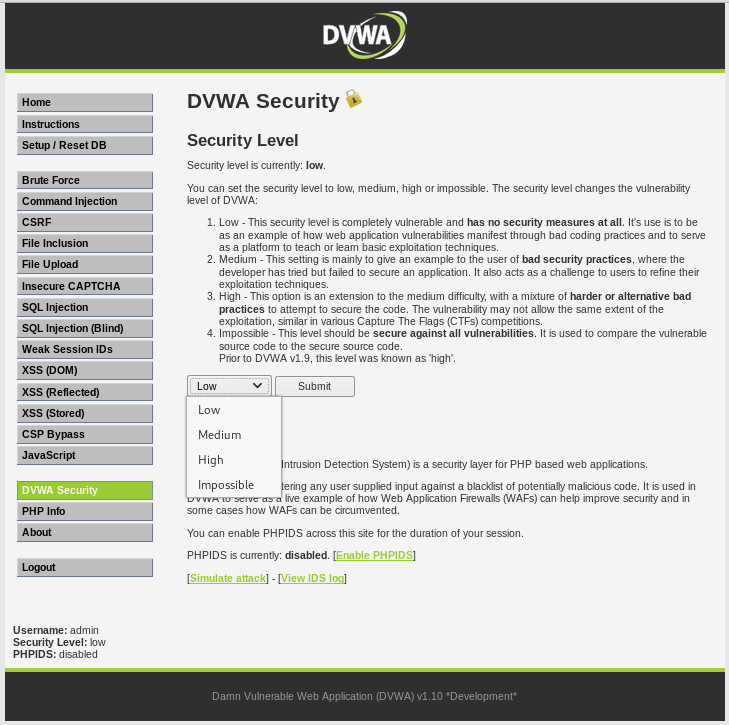 DVWA
Home
Instructions
Setup / Reset DB
Brute Force
Command Injection
CSRF
File Inclusion
File Upload
Insecure CAPTCHA
SQL Injection
SQL Injection (Blind)
Weak Session IDs
XSS (DOM)
XSS (Reflected)
XSS (Stored)
CSP Bypass
JavaScript
DVWA Security
PHP Info
About
Logout
DVWA Security
Security Level
Security level is currently: low.
You can set the security level to low, medium, high or impossible. The security level changes the vulnerability
level of DVWA:
1. Low - This security level is completely vulnerable and has no security measures at all. It's use is to be
as an example of how web application vulnerabilities manifest through bad coding practices and to serve
as a platform to teach or learn basic exploitation techniques.
2. Medium - This setting is mainly to give an example to the user of bad security practices, where the
developer has tried but failed to secure an application. It also acts as a challenge to users to refine their
exploitation techniques.
3. High - This option is an extension to the medium difficulty, with a mixture of harder or alternative bad
practices to attempt to secure the code. The vulnerability may not allow the same extent of the
exploitation, similar in various Capture The Flags (CTFs) competitions.
4. Impossible - This level should be secure against all vulnerabilities. It is used to compare the vulnerable
source code to the secure source code.
Prior to DVWA v1.9, this level was known as 'high'.
Low Submit
Low
Medium
High
Impossible
Intrusion Detection System) is a security layer for PHP based web applications.
any user supplied input against a blacklist of potentially malicious code. It is used in
DVWA to serve as a live example of how Web Application Firewalls (WAFs) can help improve security and in
some cases how WAFs can be circumvented.
You can enable PHPIDS across this site for the duration of your session.
PHPIDS is currently: disabled. [Enable PHPIDS]
[Simulate attack] - [View IDS log]
Username: admin
Security Level: low
PHPIDS: disabled
Damn Vulnerable Web Application (DVWA) v1.10 *Development*